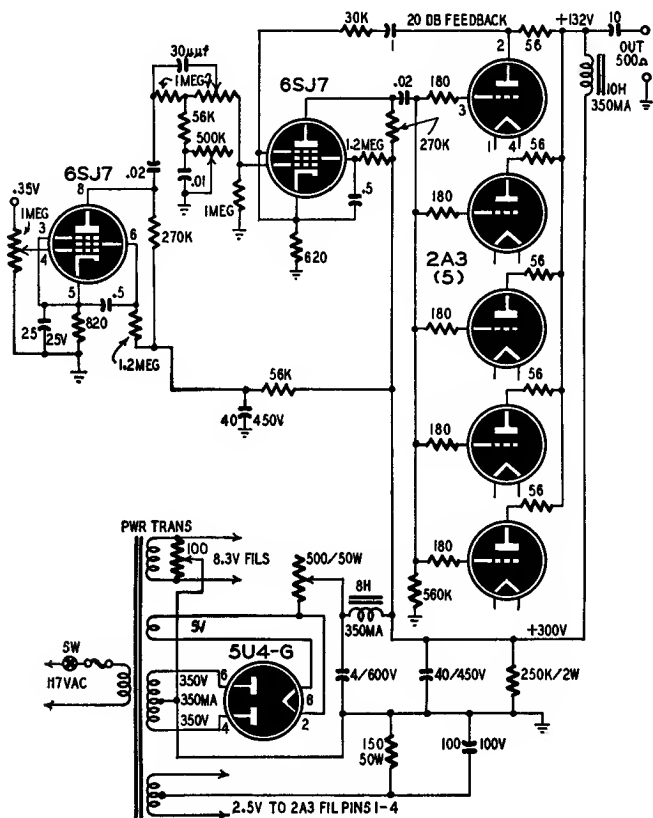 30K
20 DB FEEDBACK
+132V
10
56
OUT
500Ω
30µµf
1
2
6SJ7
.02
180
10H
350MA
1MEG?
3
56K
500K
1.2MEG
270K
1
4
56
6SJ7
.02
.01
.5
.35V
8
1MEG
180
1MEG
3
6
270K
620
2A3
(5)
56
4
180
5
.5
25
25V
820
1.2MEG
56
56K
180
40
450V
56
PWR TRANS
180
100
8.3V FILS
500/50W
8H
560K
350MA
+300V
5V
5U4-G
SW
117VAC
350V
6
8
4/600V
40/450V
250K/2W
350MA
350V
4
2
150
50W
100
100V
2.5V TO 2A3 FIL PINS 1-4